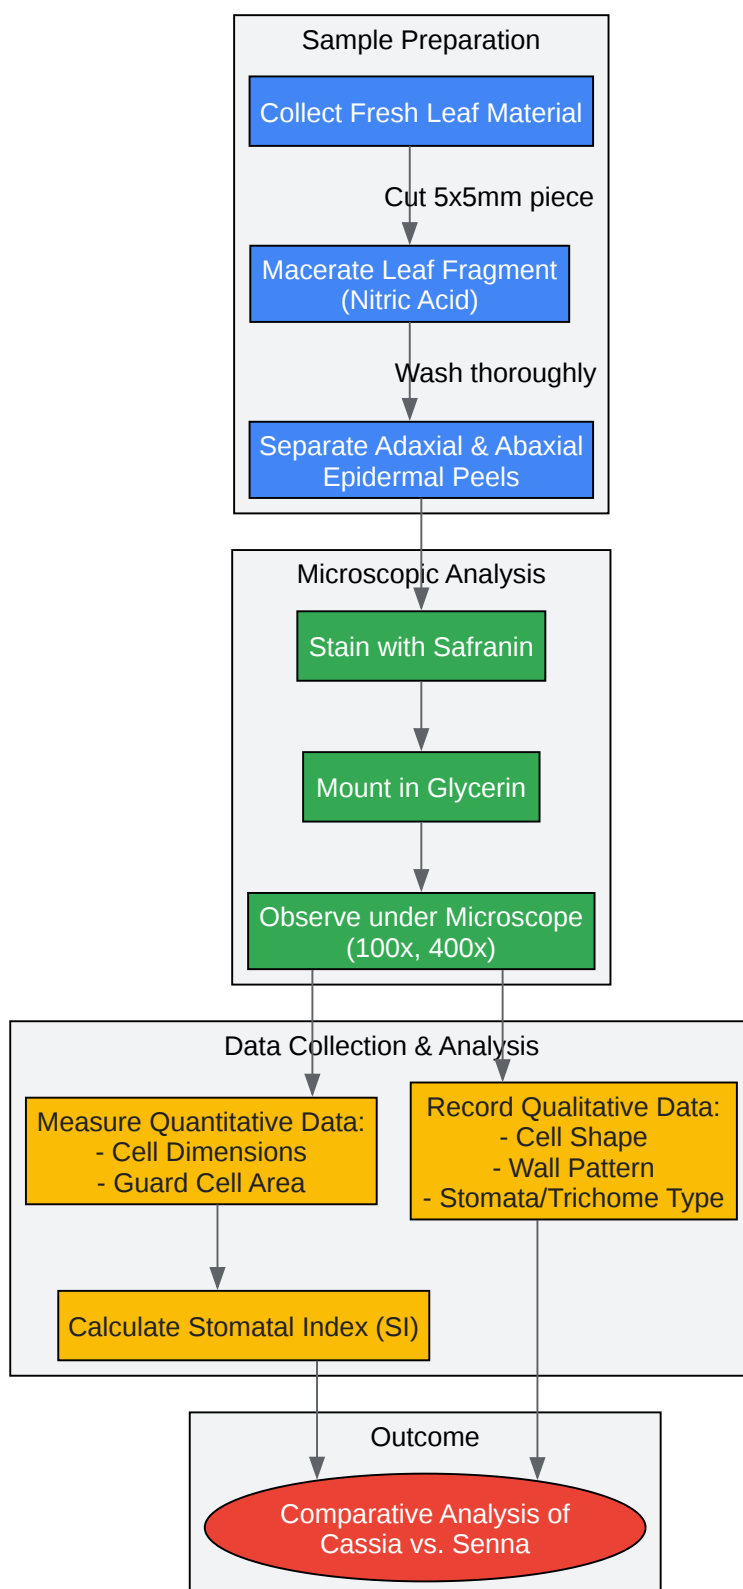 Sample Preparation
Collect Fresh Leaf Material
Cut 5x5mm piece
Macerate Leaf Fragment
(Nitric Acid)
Wash thoroughly
Separate Adaxial & Abaxial
Epidermal Peels
Microscopic Analysis
Stain with Safranin
Mount in Glycerin
Observe under Microscope
(100x, 400x)
Data Collection & Analysis
Measure Quantitative Data:
- Cell Dimensions
- Guard Cell Area
Record Qualitative Data:
- Cell Shape
- Wall Pattern
- Stomata/Trichome Type
Calculate Stomatal Index (SI)
Outcome
Comparative Analysis of
Cassia vs. Senna